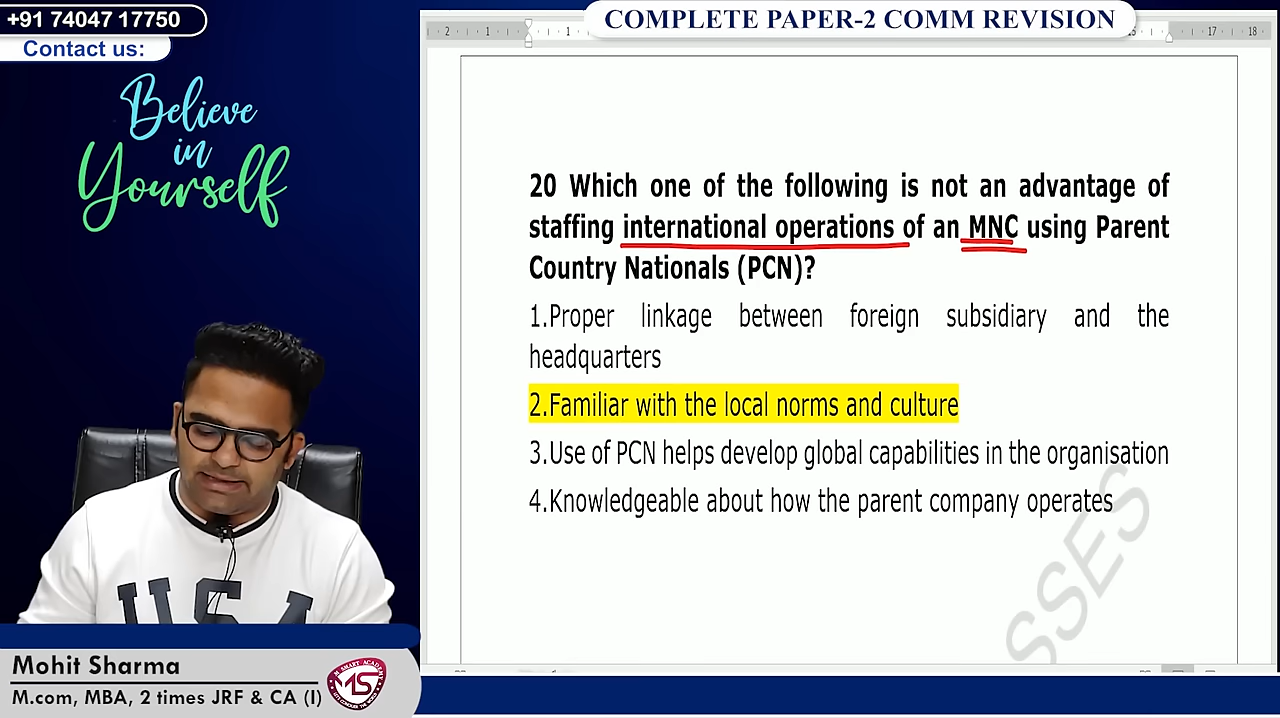 +91 74047 17750
Contact us:
COMPLETE PAPER-2 COMM REVISION
Believe
in
Yourself
20 Which one of the following is not an advantage of
staffing international operations of an MNC using Parent
Country Nationals (PCN)?
1.Proper linkage between foreign subsidiary and the
headquarters
2.Familiar with the local norms and culture
3.Use of PCN helps develop global capabilities in the organisation
4.Knowledgeable about how the parent company operates
SSES
USA
Mohit Sharma
M.com, MBA, 2 times JRF & CA (I)
MS